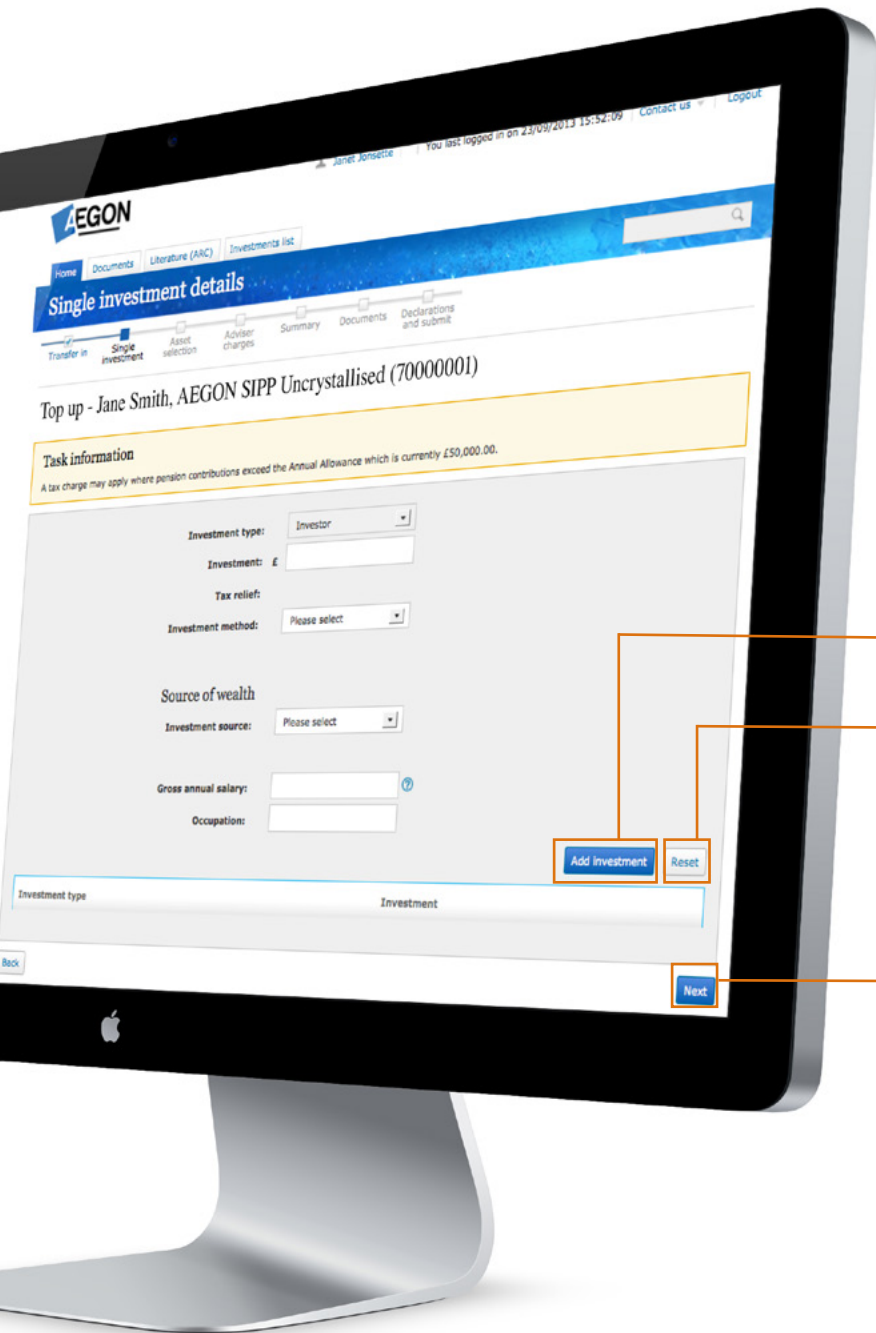 Janet Jonsette You last logged in on 23/09/2013 15:52:09 Contact us Logout
AEGON
Home Documents Literature (ARC) Investments list
Single investment details
Transfer in Single investment Asset selection Adviser charges Summary Documents Declarations and submit
Top up - Jane Smith, AEGON SIPP Uncrystallised (70000001)
Task information
A tax charge may apply where pension contributions exceed the Annual Allowance which is currently £50,000.00.
Investment type: Investor
Investment: £
Tax relief:
Investment method: Please select
Source of wealth
Investment source: Please select
Gross annual salary: ?
Occupation:
Add investment Reset
Investment type Investment
Back Next